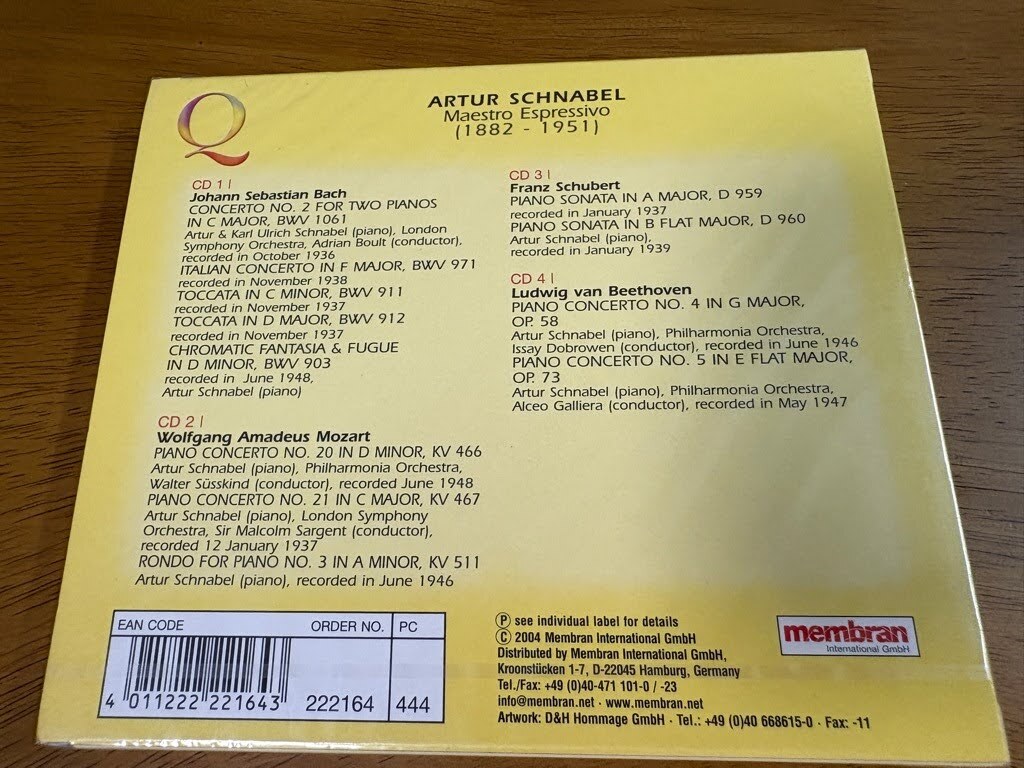 Q
ARTUR SCHNABEL
Maestro Espressivo
(1882 - 1951)
CD 1 |
Johann Sebastian Bach
CONCERTO NO. 2 FOR TWO PIANOS
IN C MAJOR, BWV 1061
Artur & Karl Ulrich Schnabel (piano), London
Symphony Orchestra, Adrian Boult (conductor),
recorded in October 1936
ITALIAN CONCERTO IN F MAJOR, BWV 971
recorded in November 1938
TOCCATA IN C MINOR, BWV 911
recorded in November 1937
TOCCATA IN D MAJOR, BWV 912
recorded in November 1937
CHROMATIC FANTASIA & FUGUE
IN D MINOR, BWV 903
recorded in June 1948,
Artur Schnabel (piano)
CD 2 |
Wolfgang Amadeus Mozart
PIANO CONCERTO NO. 20 IN D MINOR, KV 466
Artur Schnabel (piano), Philharmonia Orchestra,
Walter Süsskind (conductor), recorded June 1948
PIANO CONCERTO NO. 21 IN C MAJOR, KV 467
Artur Schnabel (piano), London Symphony
Orchestra, Sir Malcolm Sargent (conductor),
recorded 12 January 1937
RONDO FOR PIANO NO. 3 IN A MINOR, KV 511
Artur Schnabel (piano), recorded in June 1946
CD 3 |
Franz Schubert
PIANO SONATA IN A MAJOR, D 959
recorded in January 1937
PIANO SONATA IN B FLAT MAJOR, D 960
Artur Schnabel (piano),
recorded in January 1939
CD 4 |
Ludwig van Beethoven
PIANO CONCERTO NO. 4 IN G MAJOR,
OP. 58
Artur Schnabel (piano), Philharmonia Orchestra,
Issay Dobrowen (conductor), recorded in June 1946
PIANO CONCERTO NO. 5 IN E FLAT MAJOR,
OP. 73
Artur Schnabel (piano), Philharmonia Orchestra,
Alceo Galliera (conductor), recorded in May 1947
EAN CODE ORDER NO. PC
4 011222 221643 222164 444
Ⓟ see individual label for details
© 2004 Membran International GmbH
Distributed by Membran International GmbH,
Kroonstücken 1-7, D-22045 Hamburg, Germany
Tel./Fax: +49 (0)40-471 101-0 / -23
info@membran.net · www.membran.net
Artwork: D&H Hommage GmbH · Tel.: +49 (0)40 668615-0 · Fax: -11
membran
International GmbH